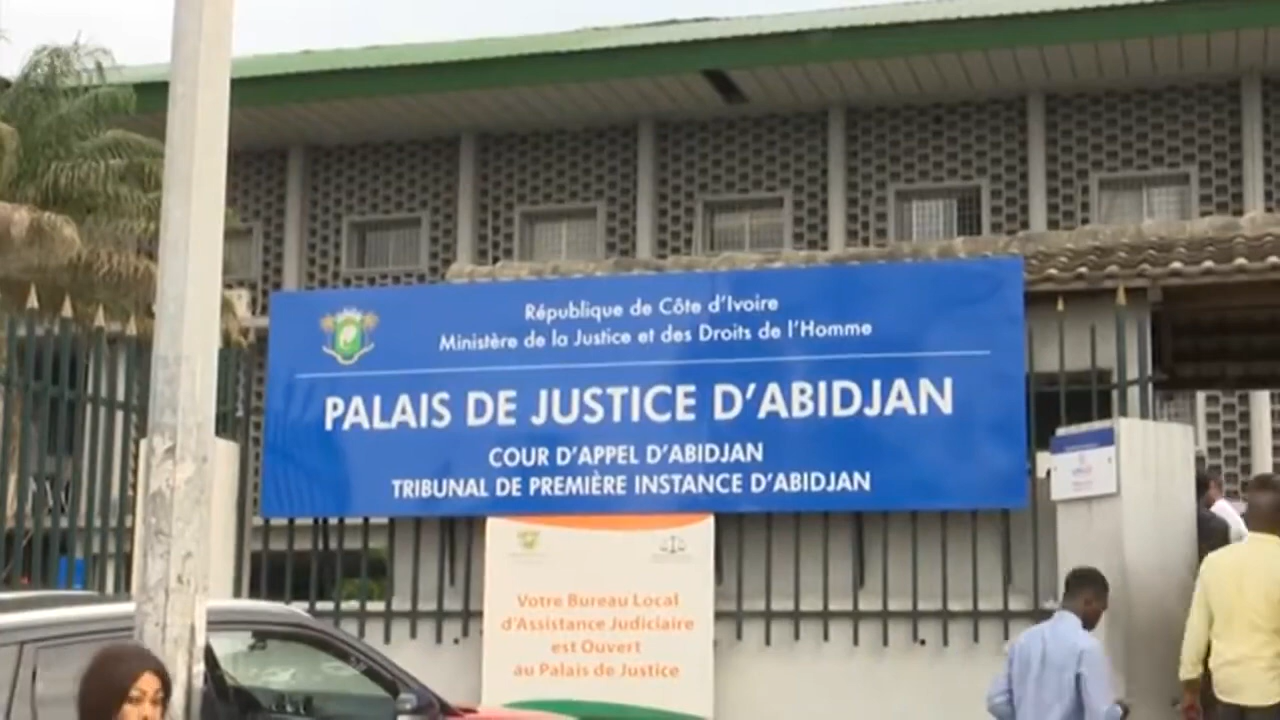 République de Côte d'Ivoire
Ministère de la Justice et des Droits de l'Homme
PALAIS DE JUSTICE D'ABIDJAN
COUR D'APPEL D'ABIDJAN
TRIBUNAL DE PREMIÈRE INSTANCE D'ABIDJAN
Votre Bureau Local
d'Assistance Judiciaire
est Ouvert
au Palais de Justice